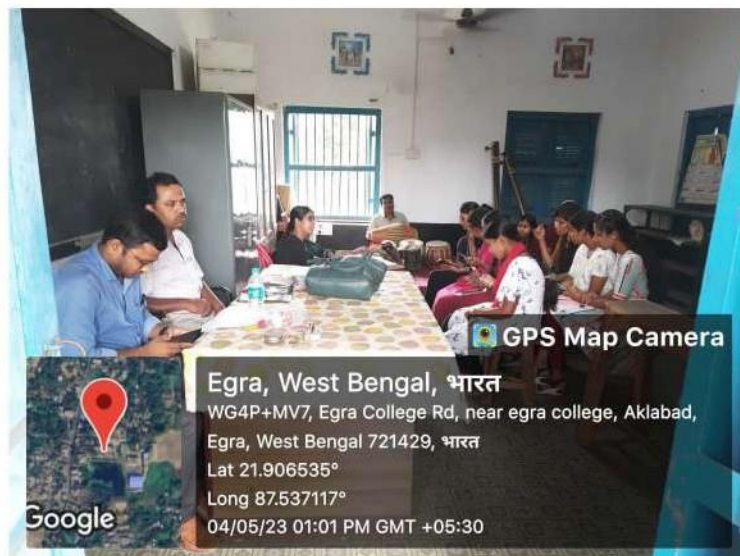 GPS Map Camera
Egra, West Bengal, भारत
WG4P+MV7, Egra College Rd, near egra college, Aklabad,
Egra, West Bengal 721429, भारत
Lat 21.906535°
Long 87.537117°
04/05/23 01:01 PM GMT +05:30
Google